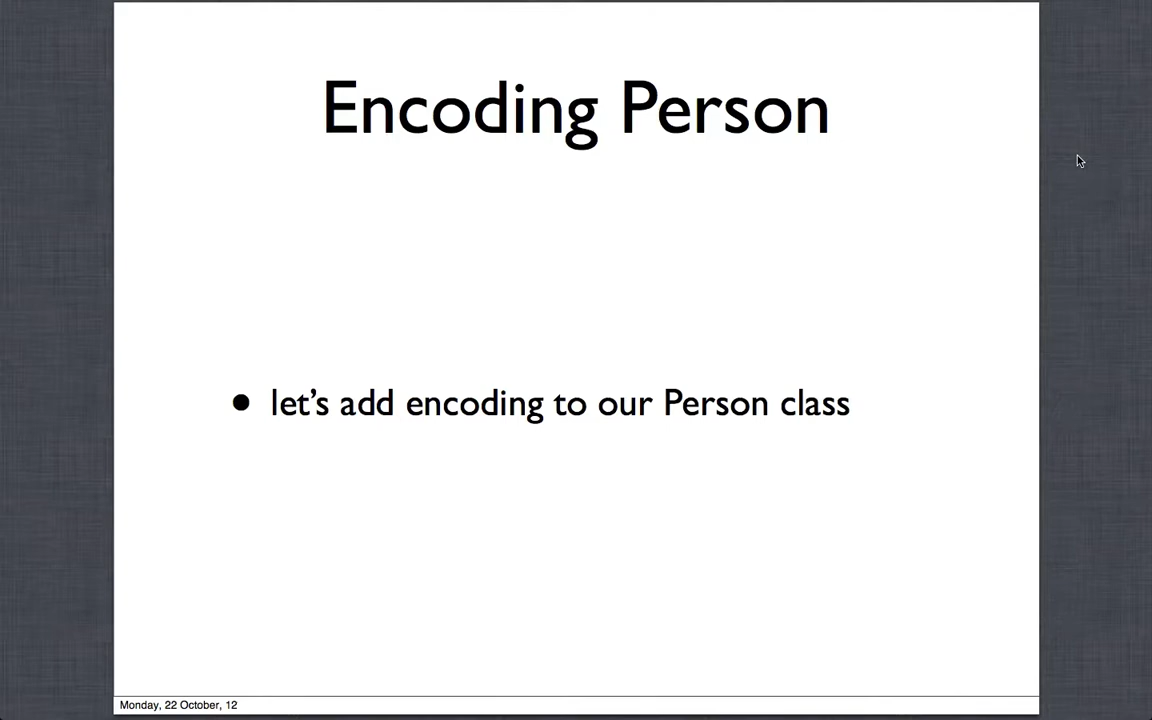 Encoding Person
• let’s add encoding to our Person class
Monday, 22 October, 12